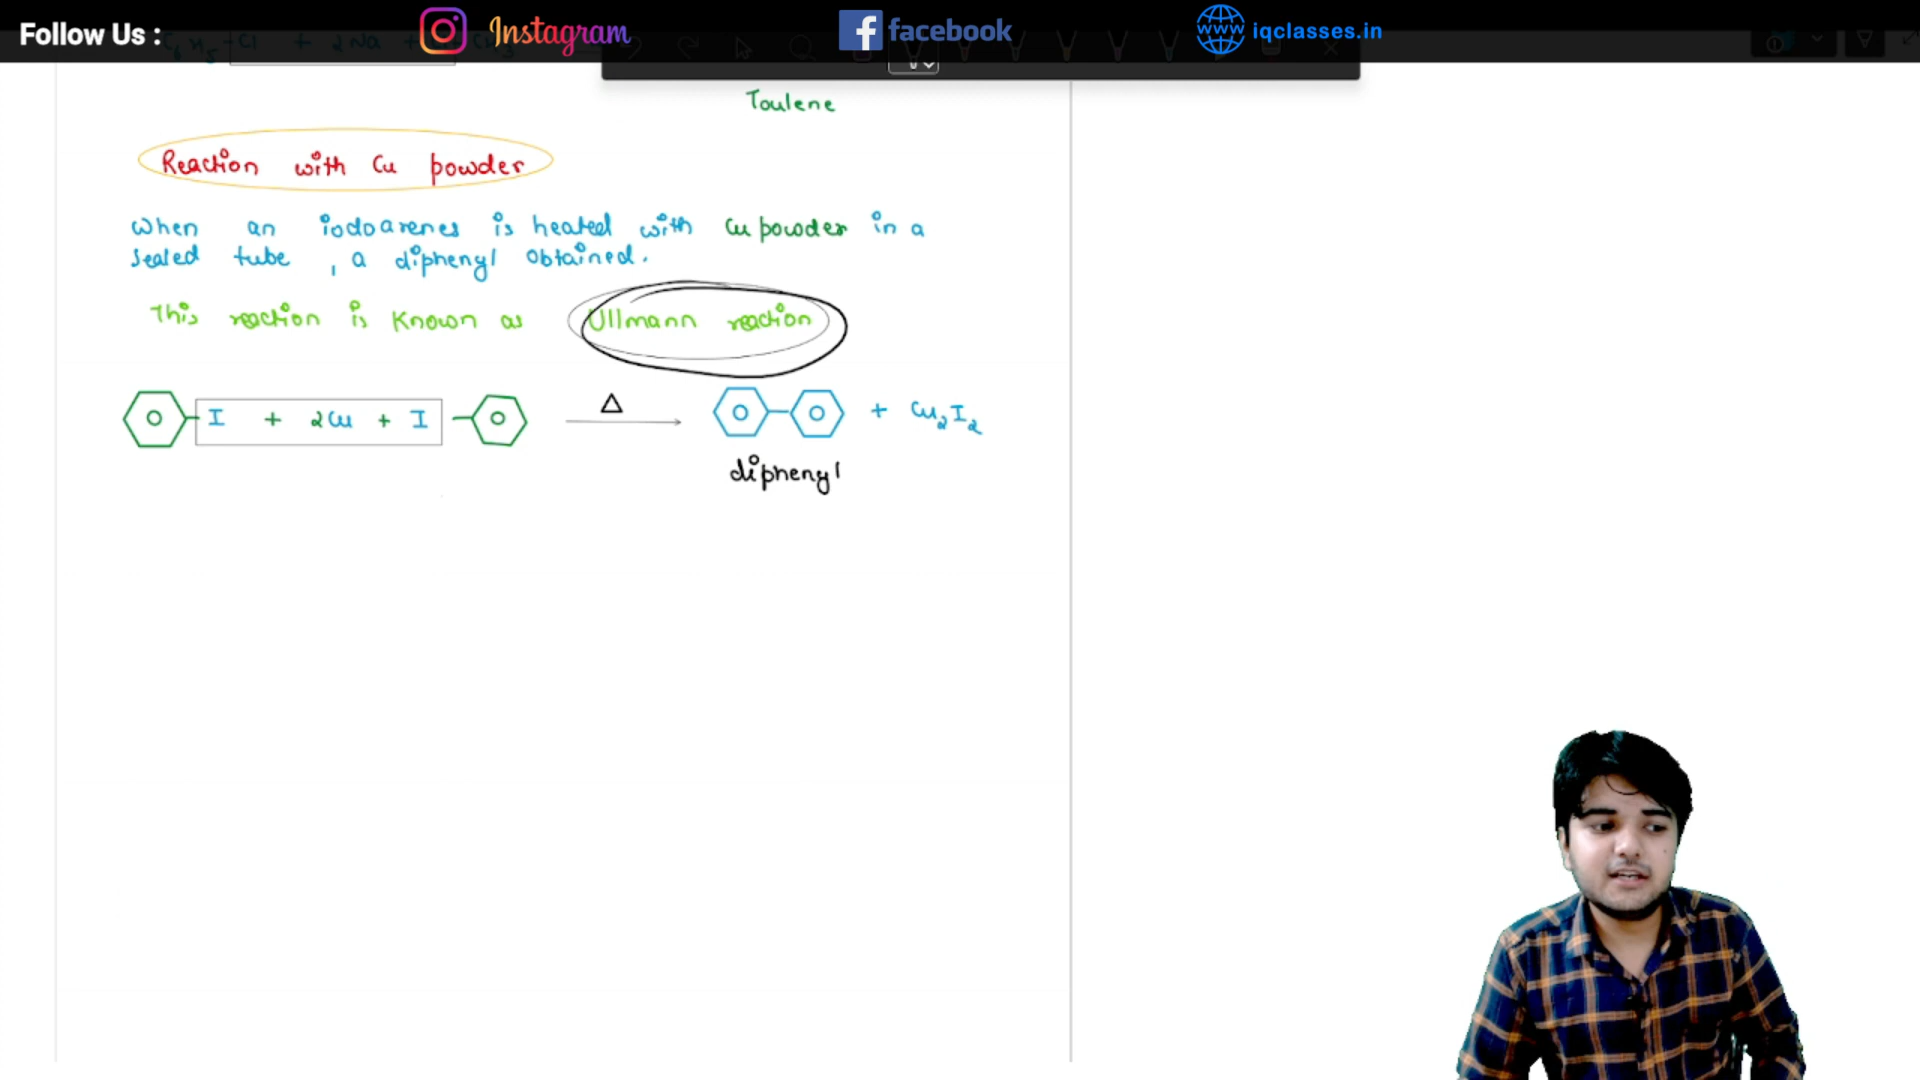 Follow Us : Instagram facebook WWW iqclasses.in
Toulene
Reaction with Cu powder
When an iodoarenes is heated with Cu powder in a
sealed tube , a diphenyl obtained.
This reaction is Known as Ullmann reaction
I + 2Cu + I Δ + Cu₂I₂
diphenyl